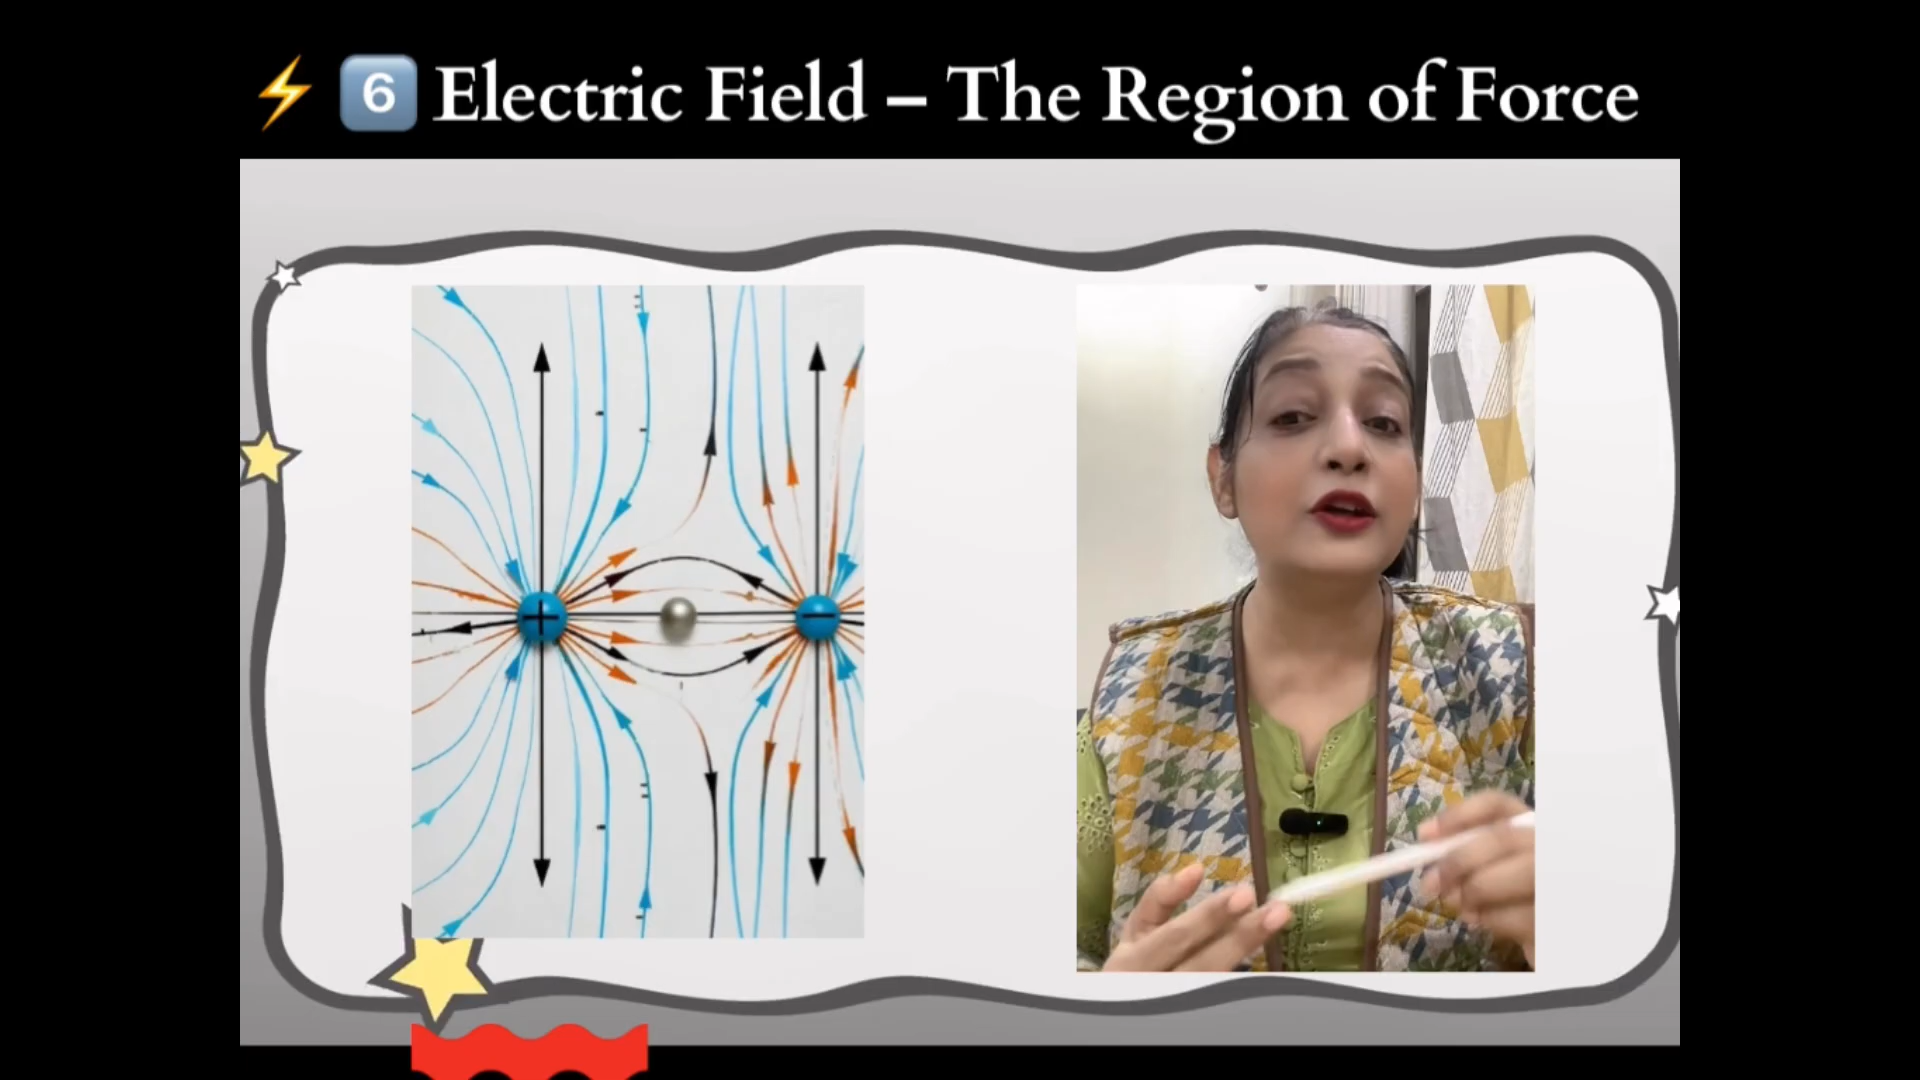 ⚡ 6️⃣ Electric Field – The Region of Force
+ −